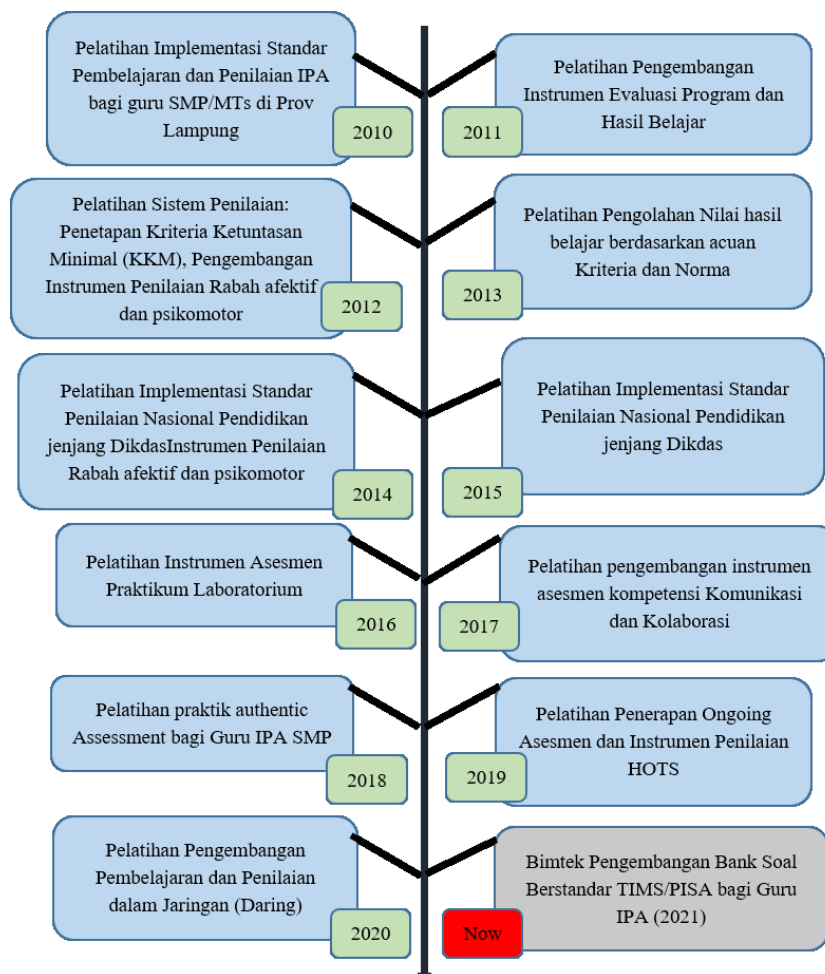 Pelatihan Implementasi Standar
Pembelajaran dan Penilaian IPA
bagi guru SMP/MTs di Prov
Lampung
2010
Pelatihan Pengembangan
Instrumen Evaluasi Program dan
Hasil Belajar
2011
Pelatihan Sistem Penilaian:
Penetapan Kriteria Ketuntasan
Minimal (KKM), Pengembangan
Instrumen Penilaian Rabah afektif
dan psikomotor
2012
Pelatihan Pengolahan Nilai hasil
belajar berdasarkan acuan
Kriteria dan Norma
2013
Pelatihan Implementasi Standar
Penilaian Nasional Pendidikan
jenjang DikdasInstrumen Penilaian
Rabah afektif dan psikomotor
2014
Pelatihan Implementasi Standar
Penilaian Nasional Pendidikan
jenjang Dikdas
2015
Pelatihan Instrumen Asesmen
Praktikum Laboratorium
2016
Pelatihan pengembangan instrumen
asesmen kompetensi Komunikasi
dan Kolaborasi
2017
Pelatihan praktik authentic
Assessment bagi Guru IPA SMP
2018
Pelatihan Penerapan Ongoing
Asesmen dan Instrumen Penilaian
HOTS
2019
Pelatihan Pengembangan
Pembelajaran dan Penilaian
dalam Jaringan (Daring)
2020
Bimtek Pengembangan Bank Soal
Berstandar TIMS/PISA bagi Guru
IPA (2021)
Now